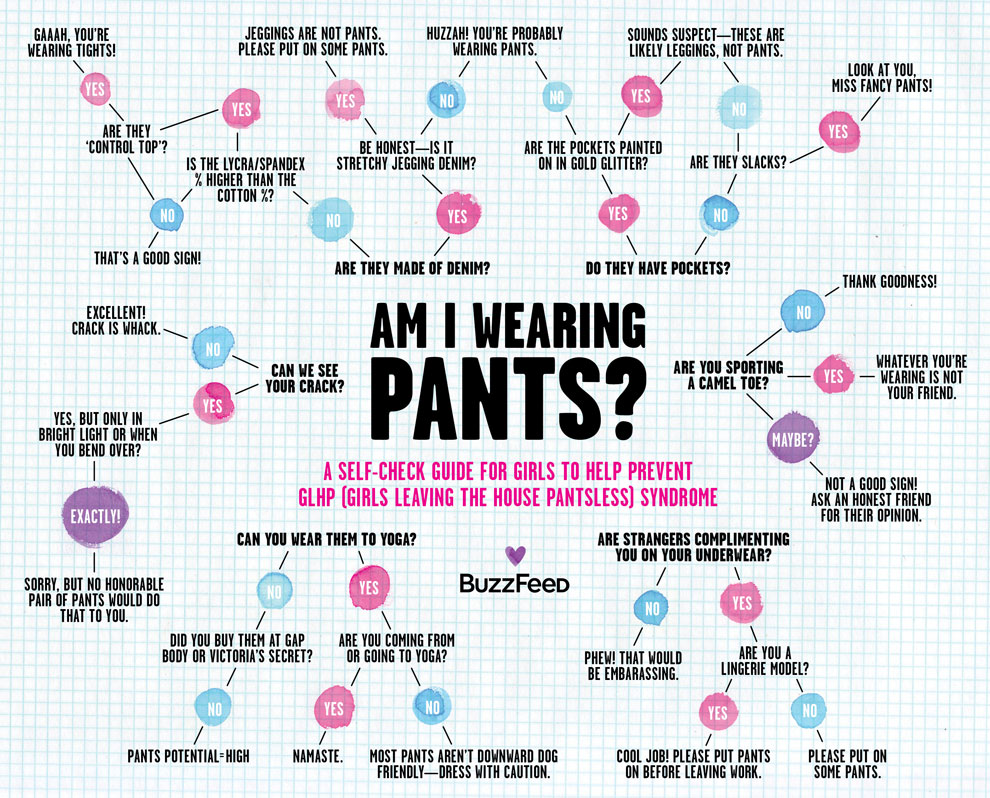 GAAAH, YOU'RE
WEARING TIGHTS!
YES
ARE THEY
'CONTROL TOP'?
YES
IS THE LYCRA/SPANDEX
% HIGHER THAN THE
COTTON %?
NO
THAT'S A GOOD SIGN!
NO
JEGGINGS ARE NOT PANTS.
PLEASE PUT ON SOME PANTS.
YES
HUZZAH! YOU'RE PROBABLY
WEARING PANTS.
NO
BE HONEST—IS IT
STRETCHY JEGGING DENIM?
YES
ARE THEY MADE OF DENIM?
NO
SOUNDS SUSPECT—THESE ARE
LIKELY LEGGINGS, NOT PANTS.
YES
NO
ARE THE POCKETS PAINTED
ON IN GOLD GLITTER?
YES
LOOK AT YOU,
MISS FANCY PANTS!
YES
ARE THEY SLACKS?
NO
DO THEY HAVE POCKETS?
AM I WEARING
PANTS?
A SELF-CHECK GUIDE FOR GIRLS TO HELP PREVENT
GLHP (GIRLS LEAVING THE HOUSE PANTSLESS) SYNDROME
EXCELLENT!
CRACK IS WHACK.
NO
CAN WE SEE
YOUR CRACK?
YES
YES, BUT ONLY IN
BRIGHT LIGHT OR WHEN
YOU BEND OVER?
EXACTLY!
SORRY, BUT NO HONORABLE
PAIR OF PANTS WOULD DO
THAT TO YOU.
THANK GOODNESS!
NO
ARE YOU SPORTING
A CAMEL TOE?
YES
WHATEVER YOU'RE
WEARING IS NOT
YOUR FRIEND.
MAYBE?
NOT A GOOD SIGN!
ASK AN HONEST FRIEND
FOR THEIR OPINION.
CAN YOU WEAR THEM TO YOGA?
NO
YES
DID YOU BUY THEM AT GAP
BODY OR VICTORIA'S SECRET?
ARE YOU COMING FROM
OR GOING TO YOGA?
NO
YES
NO
PANTS POTENTIAL=HIGH
NAMASTE.
MOST PANTS AREN'T DOWNWARD DOG
FRIENDLY—DRESS WITH CAUTION.
BUZZFEED
ARE STRANGERS COMPLIMENTING
YOU ON YOUR UNDERWEAR?
NO
YES
PHEW! THAT WOULD
BE EMBARASSING.
ARE YOU A
LINGERIE MODEL?
YES
NO
COOL JOB! PLEASE PUT PANTS
ON BEFORE LEAVING WORK.
PLEASE PUT ON
SOME PANTS.